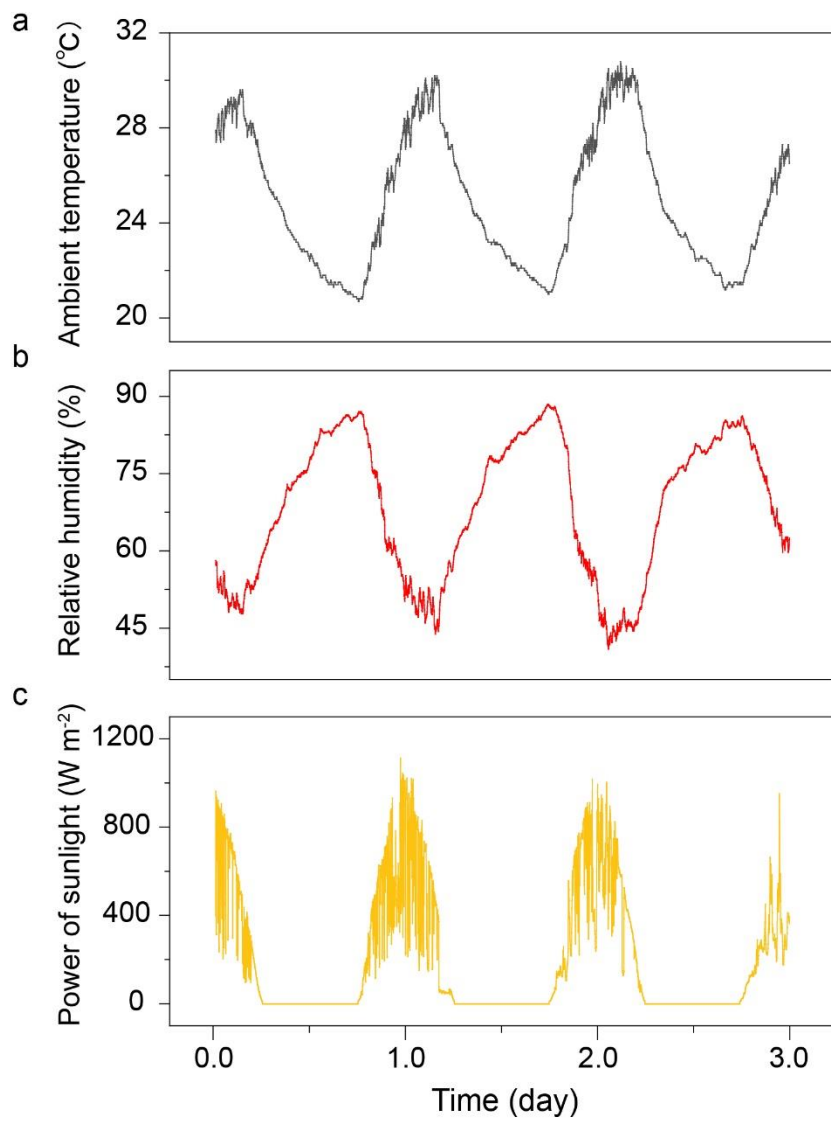 a
32
28
24
20
Ambient temperature (℃)
b
90
75
60
45
Relative humidity (%)
c
1200
800
400
0
Power of sunlight (W m⁻²)
0.0 1.0 2.0 3.0
Time (day)